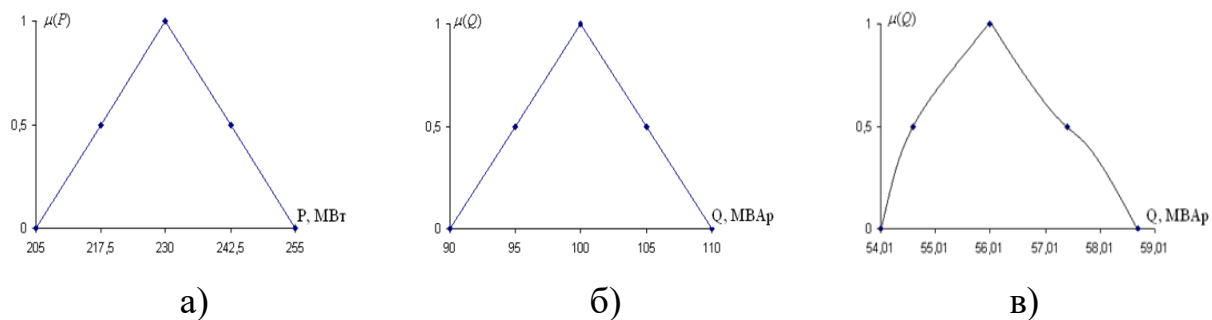 1 μ(P)
0,5
0
205 217,5 230 242,5 255
P, МВт
а)
1 μ(Q)
0,5
0
90 95 100 105 110
Q, МВАр
б)
1 μ(Q)
0,5
0
54,01 55,01 56,01 57,01 58,01 59,01
Q, МВАр
в)